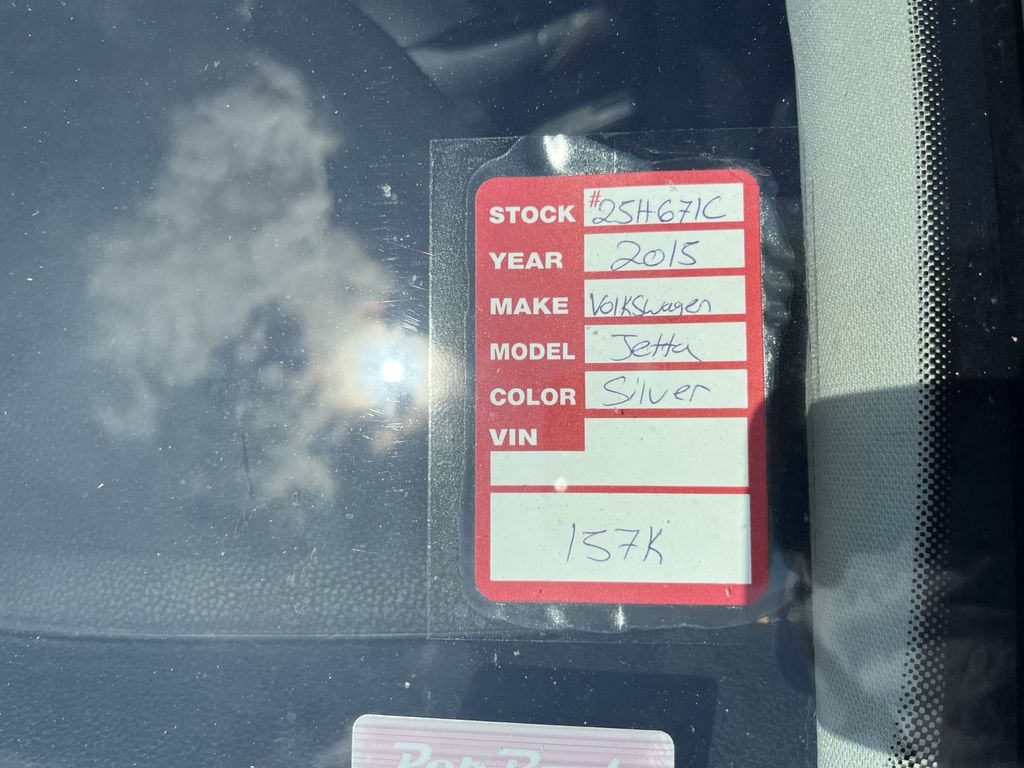 STOCK #25H671C
YEAR 2015
MAKE Volkswagen
MODEL Jetta
COLOR Silver
VIN
157K